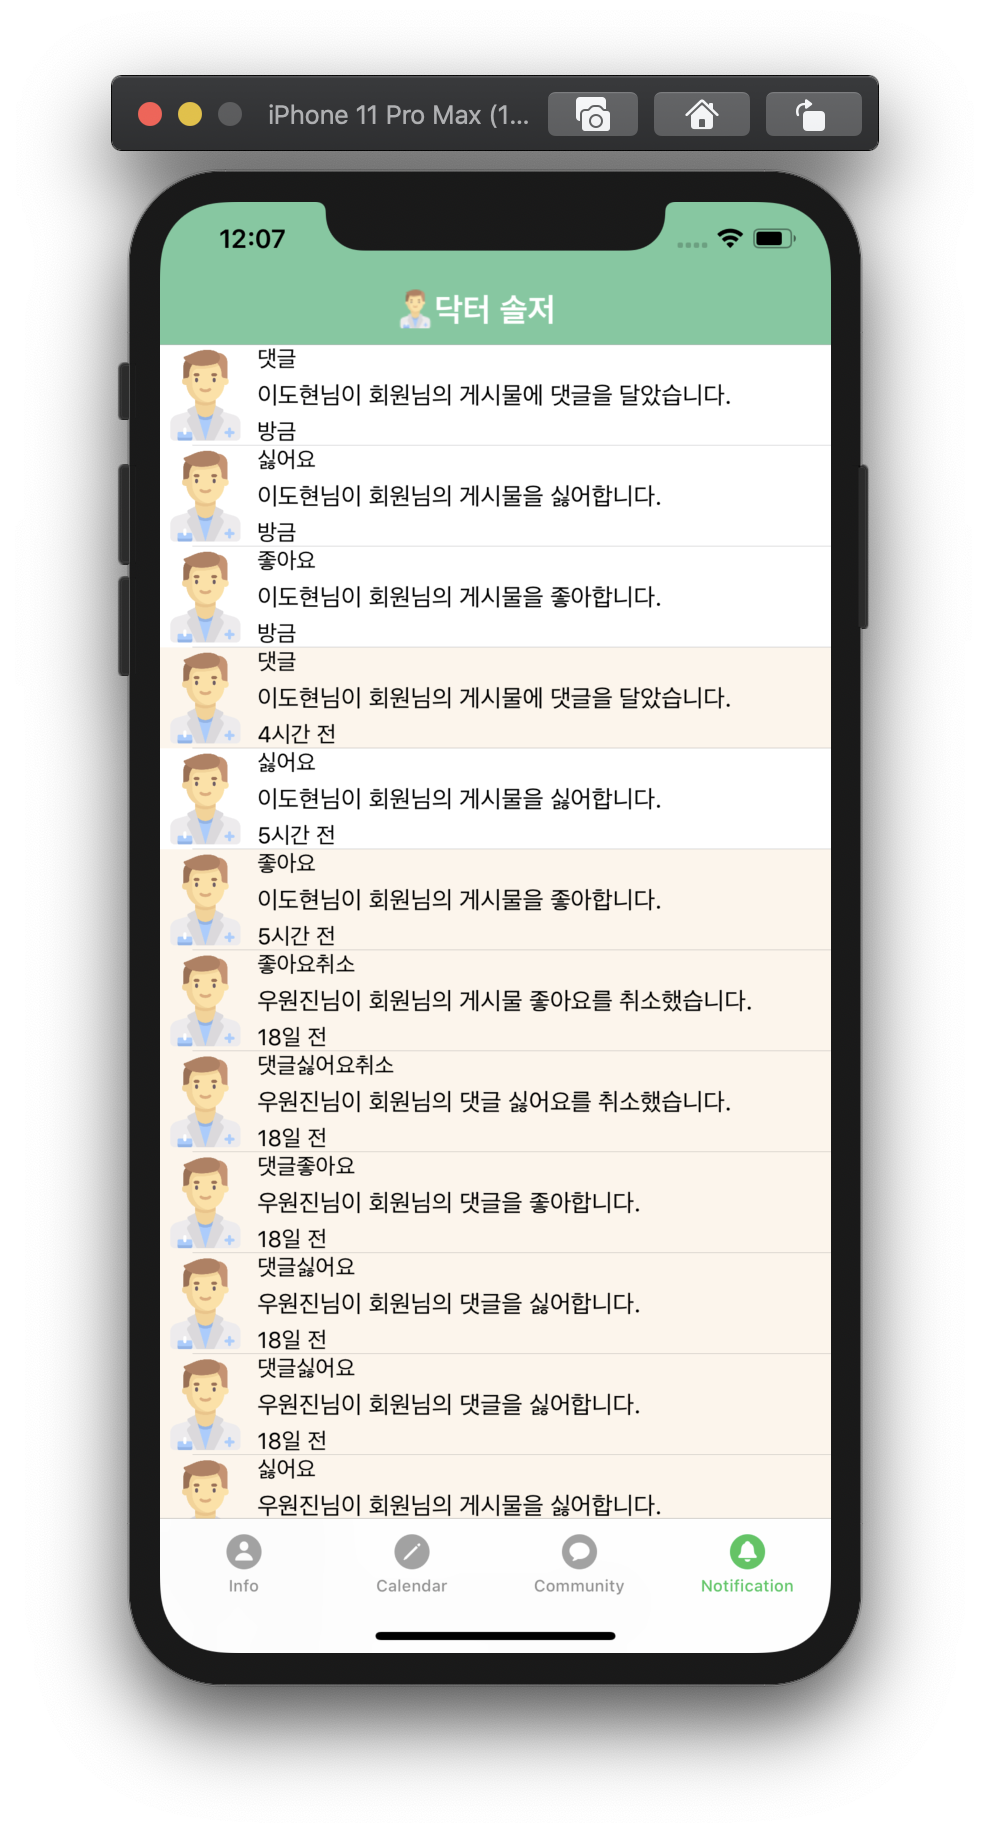 iPhone 11 Pro Max (1...
12:07
닥터 솔저
댓글
이도현님이 회원님의 게시물에 댓글을 달았습니다.
방금
싫어요
이도현님이 회원님의 게시물을 싫어합니다.
방금
좋아요
이도현님이 회원님의 게시물을 좋아합니다.
방금
댓글
이도현님이 회원님의 게시물에 댓글을 달았습니다.
4시간 전
싫어요
이도현님이 회원님의 게시물을 싫어합니다.
5시간 전
좋아요
이도현님이 회원님의 게시물을 좋아합니다.
5시간 전
좋아요취소
우원진님이 회원님의 게시물 좋아요를 취소했습니다.
18일 전
댓글싫어요취소
우원진님이 회원님의 댓글 싫어요를 취소했습니다.
18일 전
댓글좋아요
우원진님이 회원님의 댓글을 좋아합니다.
18일 전
댓글싫어요
우원진님이 회원님의 댓글을 싫어합니다.
18일 전
댓글싫어요
우원진님이 회원님의 댓글을 싫어합니다.
18일 전
싫어요
우원진님이 회원님의 게시물을 싫어합니다.
Info Calendar Community Notification